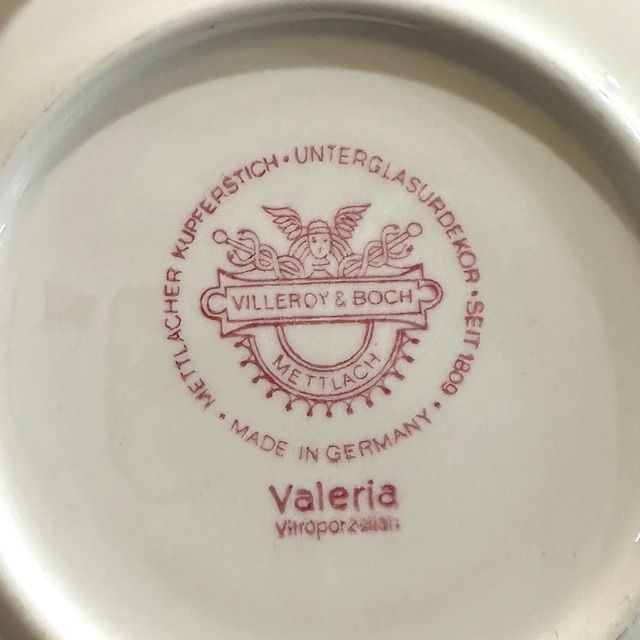 METTLACHER KUPFERSTICH · UNTERGLASURDEKOR · SEIT 1809 ·
VILLEROY & BOCH
METTLACH
MADE IN GERMANY
Valeria
Vitroporzellan